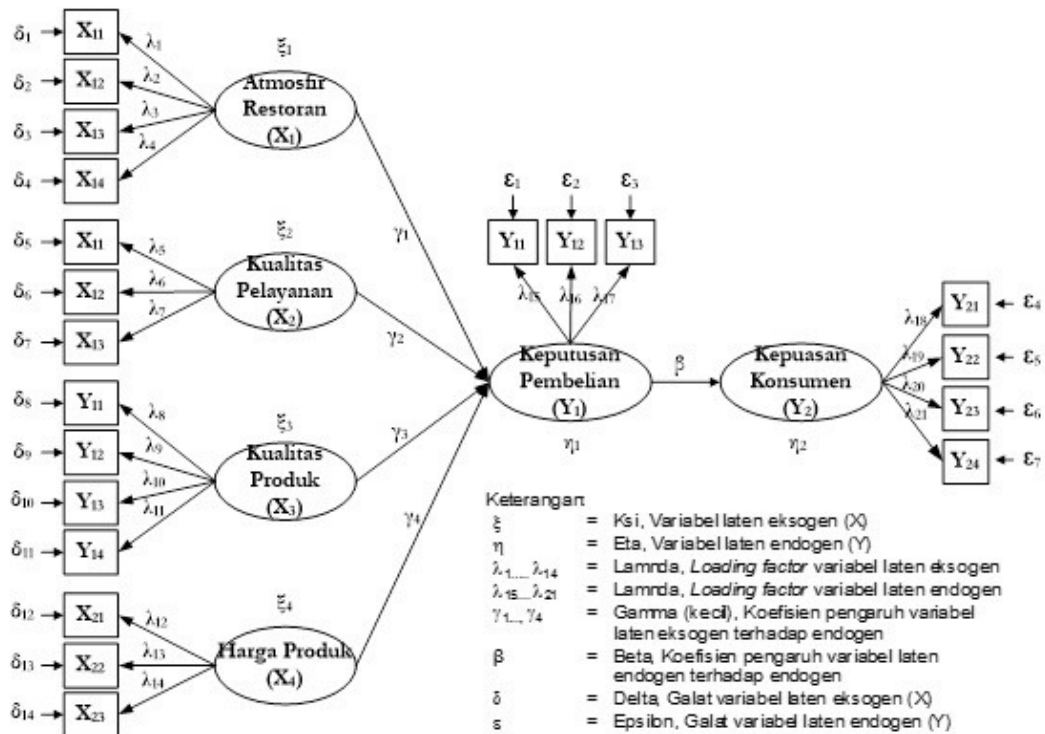 δ1
X11
λ1
δ2
X12
λ2
δ3
X13
λ3
δ4
X14
λ4
ξ1
Atmosfir
Restoran
(X1)
δ5
X11
λ5
δ6
X12
λ6
δ7
X13
λ7
ξ2
Kualitas
Pelayanan
(X2)
δ8
Y11
λ8
δ9
Y12
λ9
δ10
Y13
λ10
δ11
Y14
λ11
ξ3
Kualitas
Produk
(X3)
δ12
X21
λ12
δ13
X22
λ13
δ14
X23
λ14
ξ4
Harga Produk
(X4)
γ1
γ2
γ3
γ4
ε1
ε2
ε3
Y11
Y12
Y13
λ15
λ16
λ17
Keputusan
Pembelian
(Y1)
η1
β
Kepuasan
Konsumen
(Y2)
η2
λ18
Y21
ε4
λ19
Y22
ε5
λ20
Y23
ε6
λ21
Y24
ε7
Keterangan:
ξ = Ksi, Variabel laten eksogen (X)
η = Eta, Variabel laten endogen (Y)
λ1.... λ14 = Lamnda, Loading factor variabel laten eksogen
λ15... λ21 = Lamnda, Loading factor variabel laten endogen
γ1..., γ4 = Gamma (kecil), Koefisien pengaruh variabel
laten eksogen terhadap endogen
β = Beta, Koefisien pengaruh variabel laten
endogen terhadap endogen
δ = Delta, Galat variabel laten eksogen (X)
ε = Epsilon, Galat variabel laten endogen (Y)